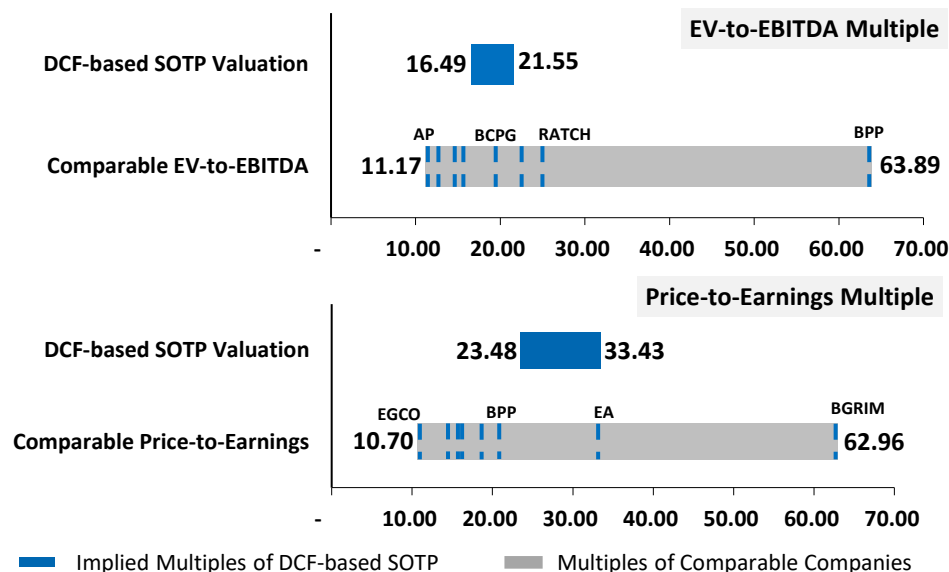 EV-to-EBITDA Multiple
DCF-based SOTP Valuation
16.49
21.55
AP
BCPG
RATCH
BPP
Comparable EV-to-EBITDA
11.17
63.89
-
10.00
20.00
30.00
40.00
50.00
60.00
70.00
Price-to-Earnings Multiple
DCF-based SOTP Valuation
23.48
33.43
EGCO
BPP
EA
BGRIM
Comparable Price-to-Earnings
10.70
62.96
-
10.00
20.00
30.00
40.00
50.00
60.00
70.00
Implied Multiples of DCF-based SOTP
Multiples of Comparable Companies